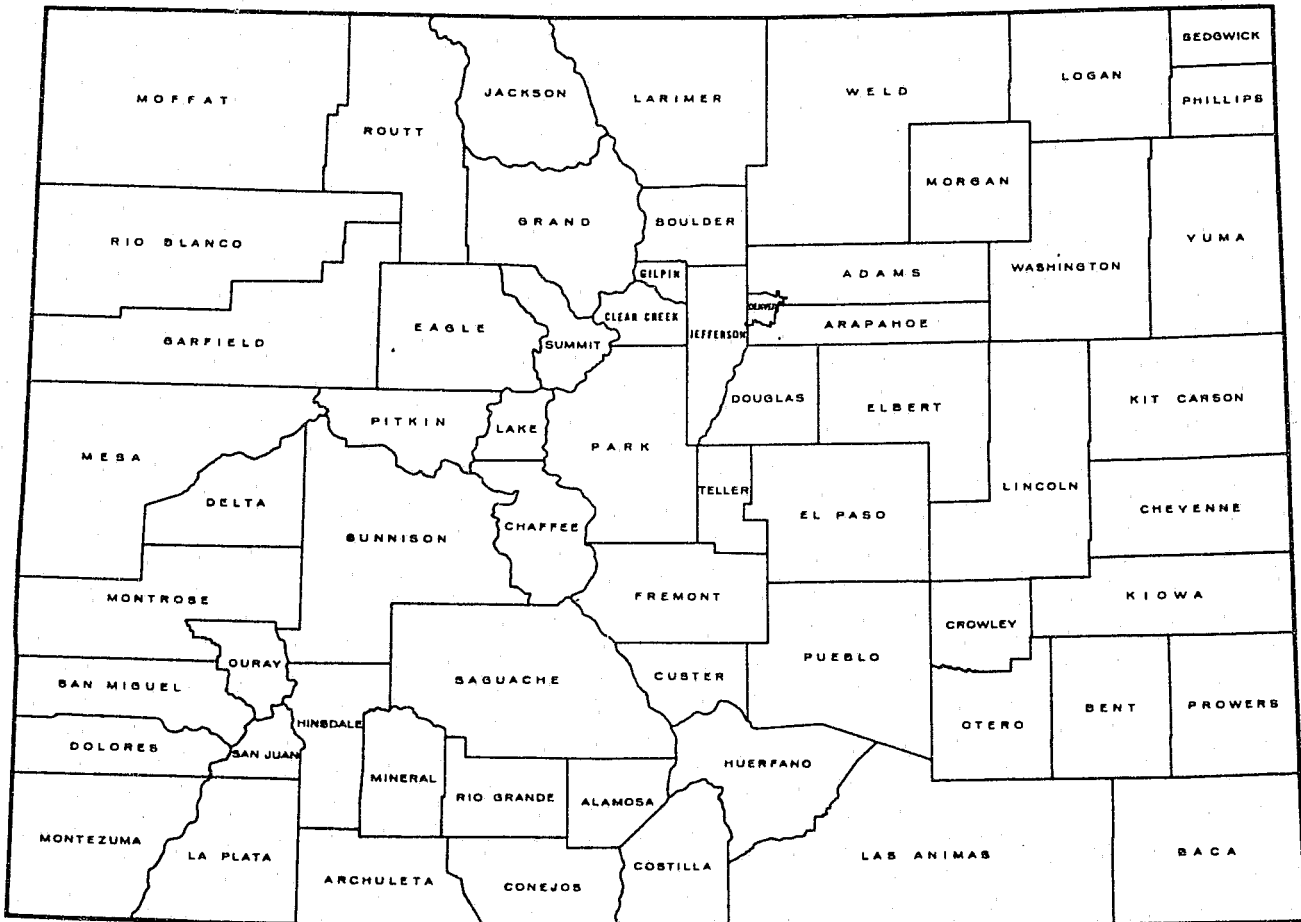 SEDGWICK
LOGAN
MOFFAT
JACKSON
LARIMER
WELD
PHILLIPS
ROUTT
MORGAN
GRAND
BOULDER
YUMA
RIO BLANCO
GILPIN
ADAMS
WASHINGTON
DENVER
CLEAR CREEK
EAGLE
ARAPAHOE
JEFFERSON
GARFIELD
SUMMIT
DOUGLAS
KIT CARSON
ELBERT
PITKIN
LAKE
PARK
MESA
LINCOLN
TELLER
DELTA
CHEYENNE
EL PASO
CHAFFEE
GUNNISON
MONTROSE
FREMONT
KIOWA
CROWLEY
PUEBLO
OURAY
CUSTER
SAGUACHE
SAN MIGUEL
BENT
PROWERS
HINSDALE
OTERO
DOLORES
SAN JUAN
HUERFANO
MINERAL
RIO GRANDE
ALAMOSA
MONTEZUMA
LA PLATA
LAS ANIMAS
BACA
COSTILLA
ARCHULETA
CONEJOS